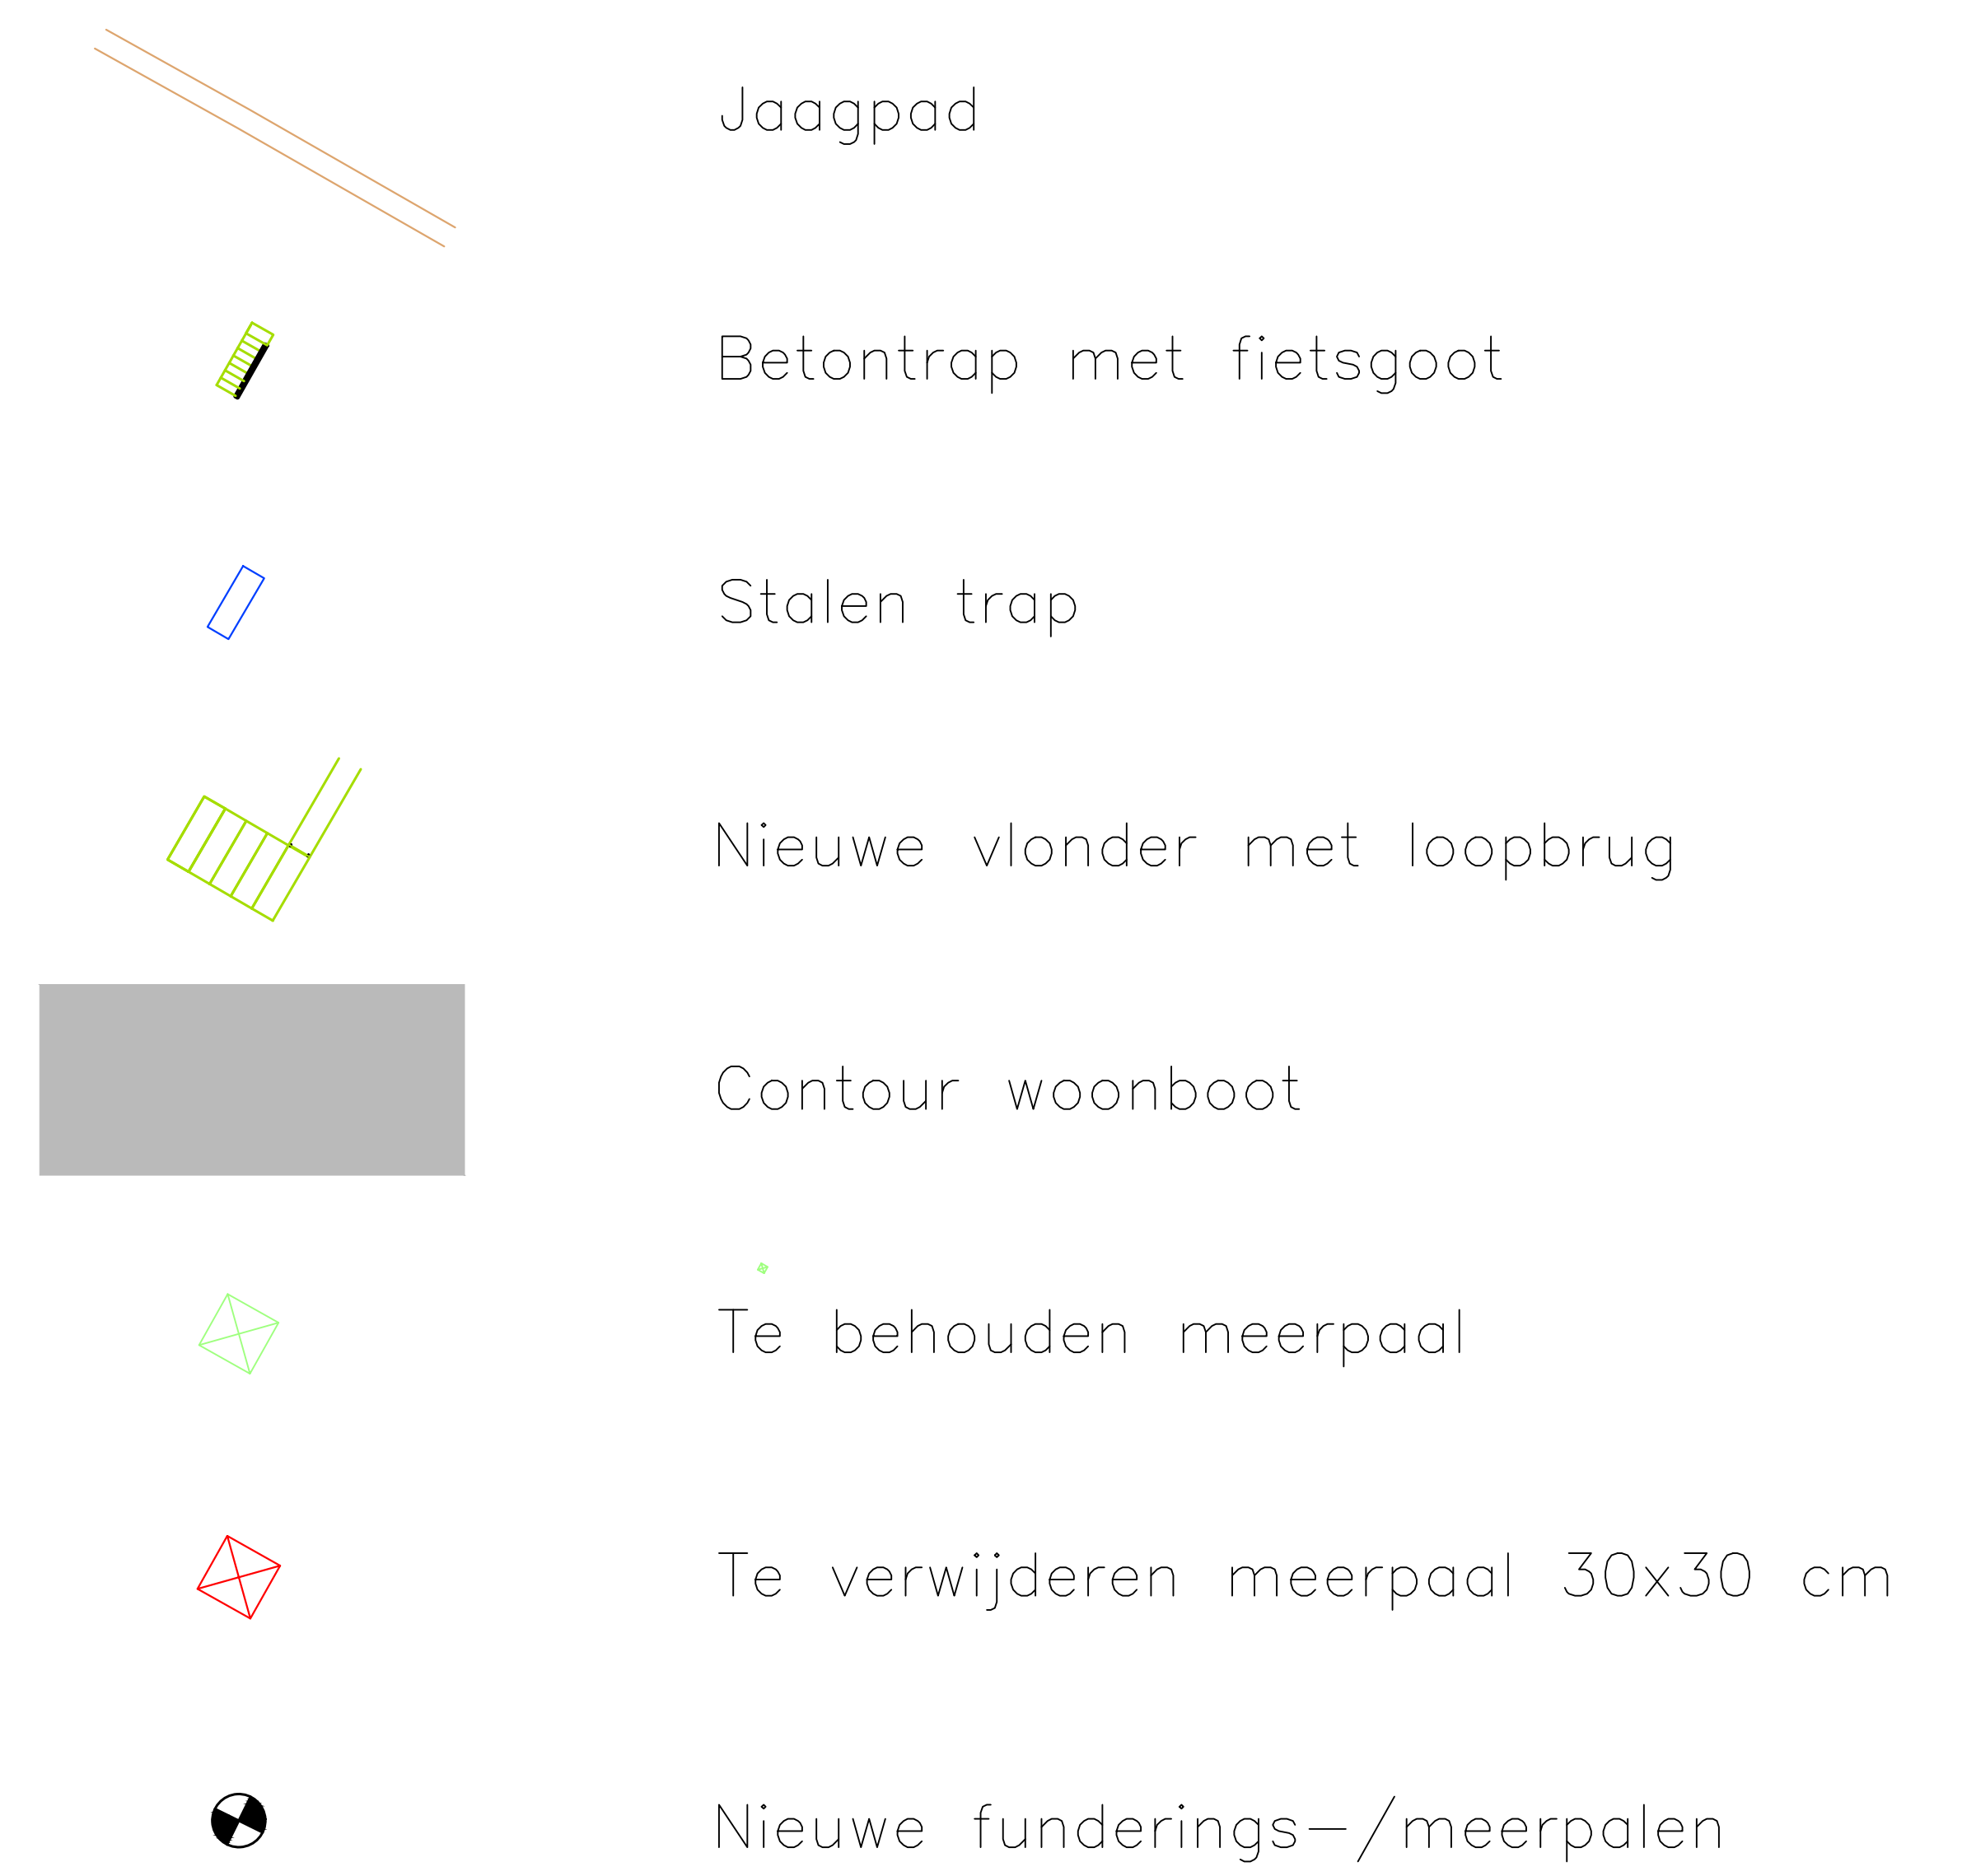 Jaagpad
Betontrap met fietsgoot
Stalen trap
Nieuwe vlonder met loopbrug
Contour woonboot
Te behouden meerpaal
Te verwijderen meerpaal 30x30 cm
Nieuwe funderings-/meerpalen